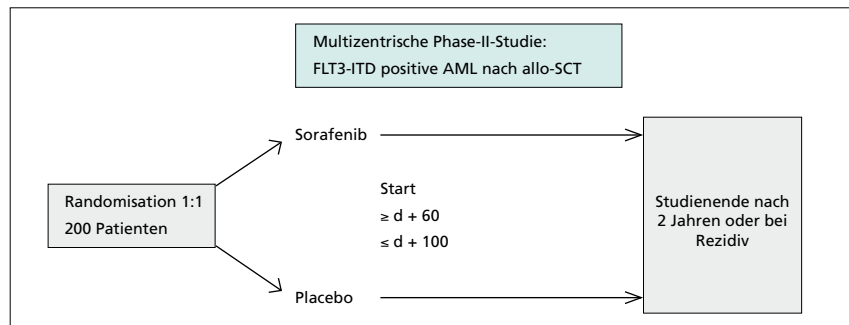 Multizentrische Phase-II-Studie:
FLT3-ITD positive AML nach allo-SCT
Sorafenib
Randomisation 1:1
200 Patienten
Start
≥ d + 60
≤ d + 100
Studienende nach
2 Jahren oder bei
Rezidiv
Placebo